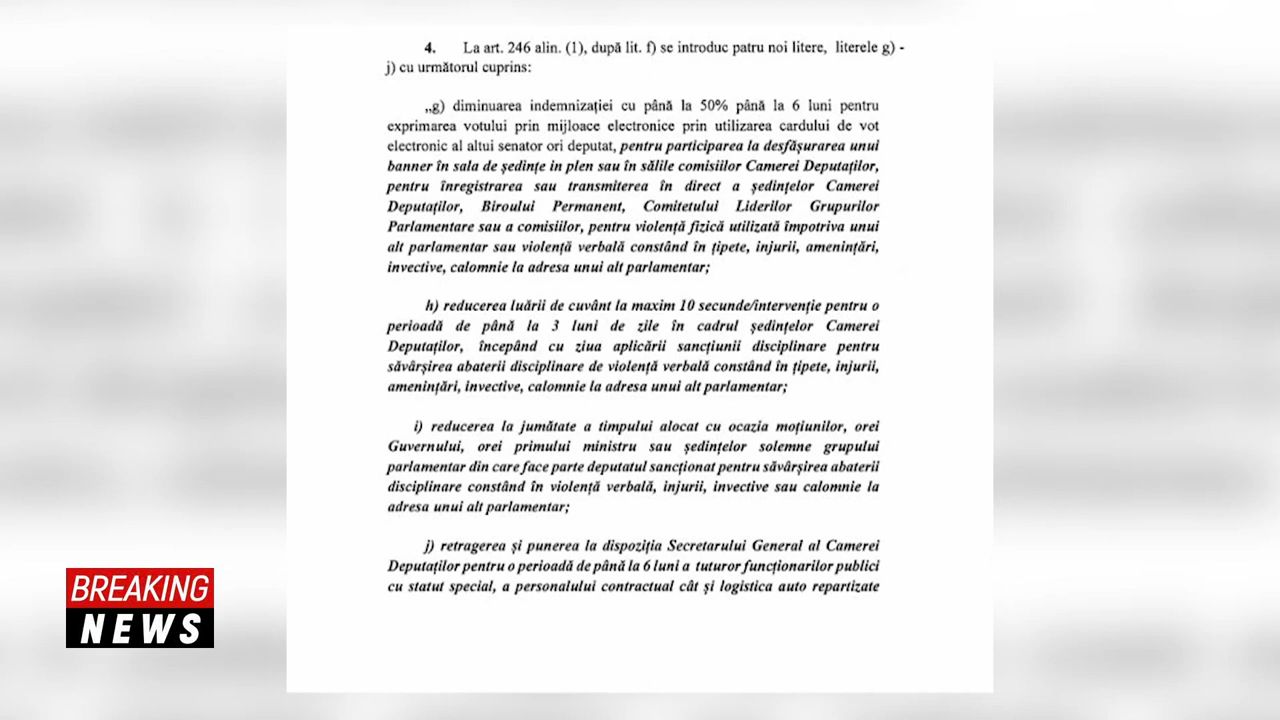 4. La art. 246 alin. (1), după lit. f) se introduc patru noi litere, literele g) -
j) cu următorul cuprins:
„g) diminuarea indemnizației cu până la 50% până la 6 luni pentru
exprimarea votului prin mijloace electronice prin utilizarea cardului de vot
electronic al altui senator ori deputat, pentru participarea la desfășurarea unui
banner în sala de ședințe in plen sau în sălile comisiilor Camerei Deputaților,
pentru înregistrarea sau transmiterea în direct a ședințelor Camerei
Deputaților, Biroului Permanent, Comitetului Liderilor Grupurilor
Parlamentare sau a comisiilor, pentru violență fizică utilizată împotriva unui
alt parlamentar sau violență verbală constând în țipete, injurii, amenințări,
invective, calomnie la adresa unui alt parlamentar;
h) reducerea luării de cuvânt la maxim 10 secunde/intervenție pentru o
perioadă de până la 3 luni de zile în cadrul ședințelor Camerei
Deputaților, începând cu ziua aplicării sancțiunii disciplinare pentru
săvârșirea abaterii disciplinare de violență verbală constând în țipete, injurii,
amenințări, invective, calomnie la adresa unui alt parlamentar;
i) reducerea la jumătate a timpului alocat cu ocazia moțiunilor, orei
Guvernului, orei primului ministru sau ședințelor solemne grupului
parlamentar din care face parte deputatul sancționat pentru săvârșirea abaterii
disciplinare constând în violență verbală, injurii, invective sau calomnie la
adresa unui alt parlamentar;
j) retragerea și punerea la dispoziția Secretarului General al Camerei
Deputaților pentru o perioadă de până la 6 luni a tuturor funcționarilor publici
cu statut special, a personalului contractual cât și logistica auto repartizate
BREAKING
NEWS